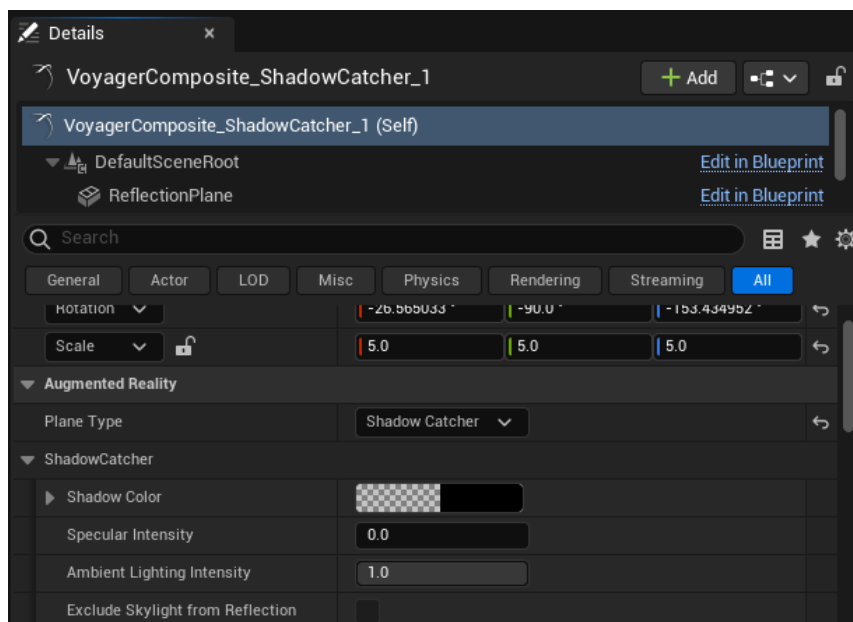 Details ×
VoyagerComposite_ShadowCatcher_1 + Add
VoyagerComposite_ShadowCatcher_1 (Self)
DefaultSceneRoot Edit in Blueprint
ReflectionPlane Edit in Blueprint
Search
General Actor LOD Misc Physics Rendering Streaming All
Rotation -26.565033 ° -90.0 ° -153.434952 °
Scale 5.0 5.0 5.0
Augmented Reality
Plane Type Shadow Catcher
ShadowCatcher
Shadow Color
Specular Intensity 0.0
Ambient Lighting Intensity 1.0
Exclude Skylight from Reflection